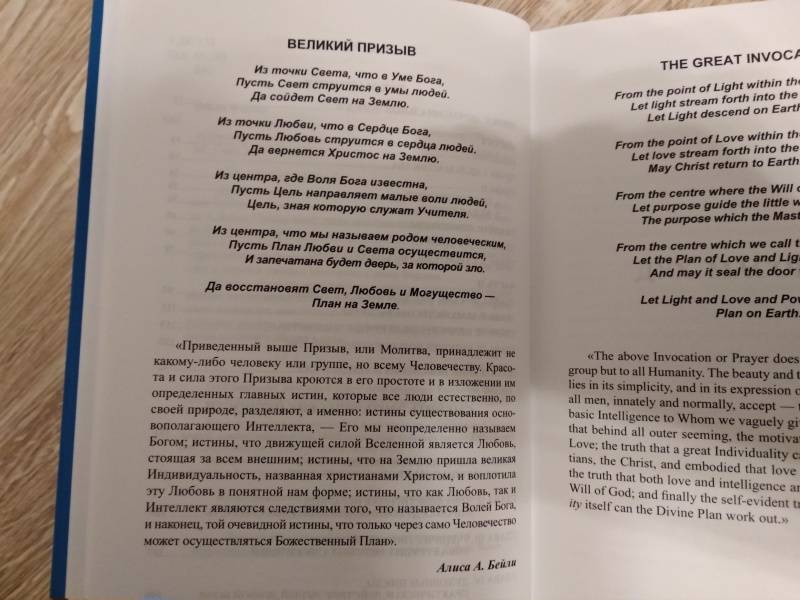 ВЕЛИКИЙ ПРИЗЫВ
Из точки Света, что в Уме Бога,
Пусть Свет струится в умы людей.
Да сойдет Свет на Землю.
Из точки Любви, что в Сердце Бога,
Пусть Любовь струится в сердца людей.
Да вернется Христос на Землю.
Из центра, где Воля Бога известна,
Пусть Цель направляет малые воли людей,
Цель, зная которую служат Учителя.
Из центра, что мы называем родом человеческим,
Пусть План Любви и Света осуществится,
И запечатана будет дверь, за которой зло.
Да восстановят Свет, Любовь и Могущество —
План на Земле.
«Приведенный выше Призыв, или Молитва, принадлежит не
какому-либо человеку или группе, но всему Человечеству. Красо-
та и сила этого Призыва кроются в его простоте и в изложении им
определенных главных истин, которые все люди естественно, по
своей природе, разделяют, а именно: истины существования осно-
вополагающего Интеллекта, — Его мы неопределенно называем
Богом; истины, что движущей силой Вселенной является Любовь,
стоящая за всем внешним; истины, что на Землю пришла великая
Индивидуальность, названная христианами Христом, и воплотила
эту Любовь в понятной нам форме; истины, что как Любовь, так и
Интеллект являются следствиями того, что называется Волей Бога,
и наконец, той очевидной истины, что только через само Человечество
может осуществляться Божественный План».
Алиса А. Бейли
THE GREAT
From the point of Light within the
Let light stream forth into the
Let Light descend on Earth
From the point of Love within the
Let love stream forth into the
May Christ return to Earth
From the centre where the Will
Let purpose guide the little
The purpose which the
From the centre which we call
Let the Plan of Love and
And may it seal the door
Let Light and Love and
Plan on Earth.
«The above Invocation or Prayer does
group but to all Humanity. The beauty and
lies in its simplicity, and in its expression
all men, innately and normally, accept —
basic Intelligence to Whom we vaguely
that behind all outer seeming, the
Love; the truth that a great Individuality
tians, the Christ, and embodied that love
the truth that both love and intelligence
Will of God; and finally the self-evident
ity itself can the Divine Plan work out.»